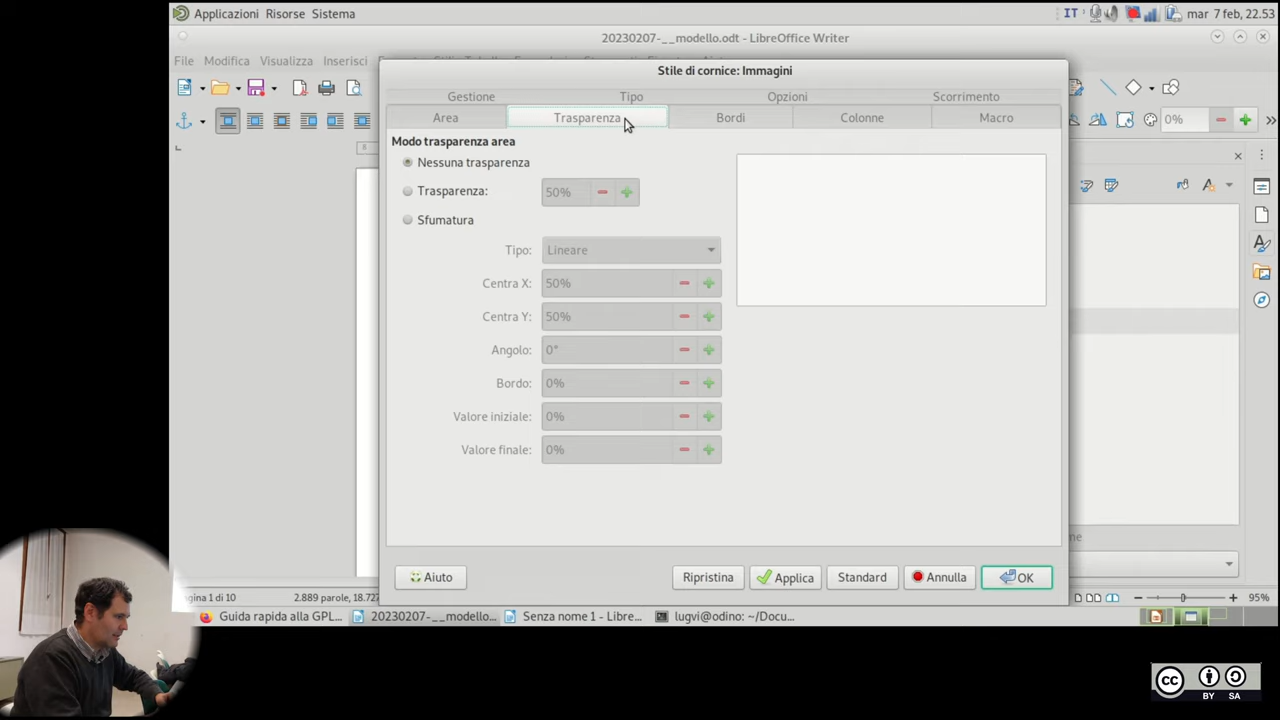 Applicazioni Risorse Sistema
IT
mar 7 feb, 22.53
20230207-__modello.odt - LibreOffice Writer
File Modifica Visualizza Inserisci
Stile di cornice: Immagini
Gestione Tipo Opzioni Scorrimento
Area Trasparenza Bordi Colonne Macro
0%
Modo trasparenza area
Nessuna trasparenza
Trasparenza: 50%
Sfumatura
Tipo: Lineare
Centra X: 50%
Centra Y: 50%
Angolo: 0°
Bordo: 0%
Valore iniziale: 0%
Valore finale: 0%
Aiuto Ripristina Applica Standard Annulla OK
2.889 parole, 18.727
95%
Guida rapida alla GPL... 20230207-__modello... Senza nome 1 - Libre... lugvi@odino: ~/Docu...
cc
BY SA